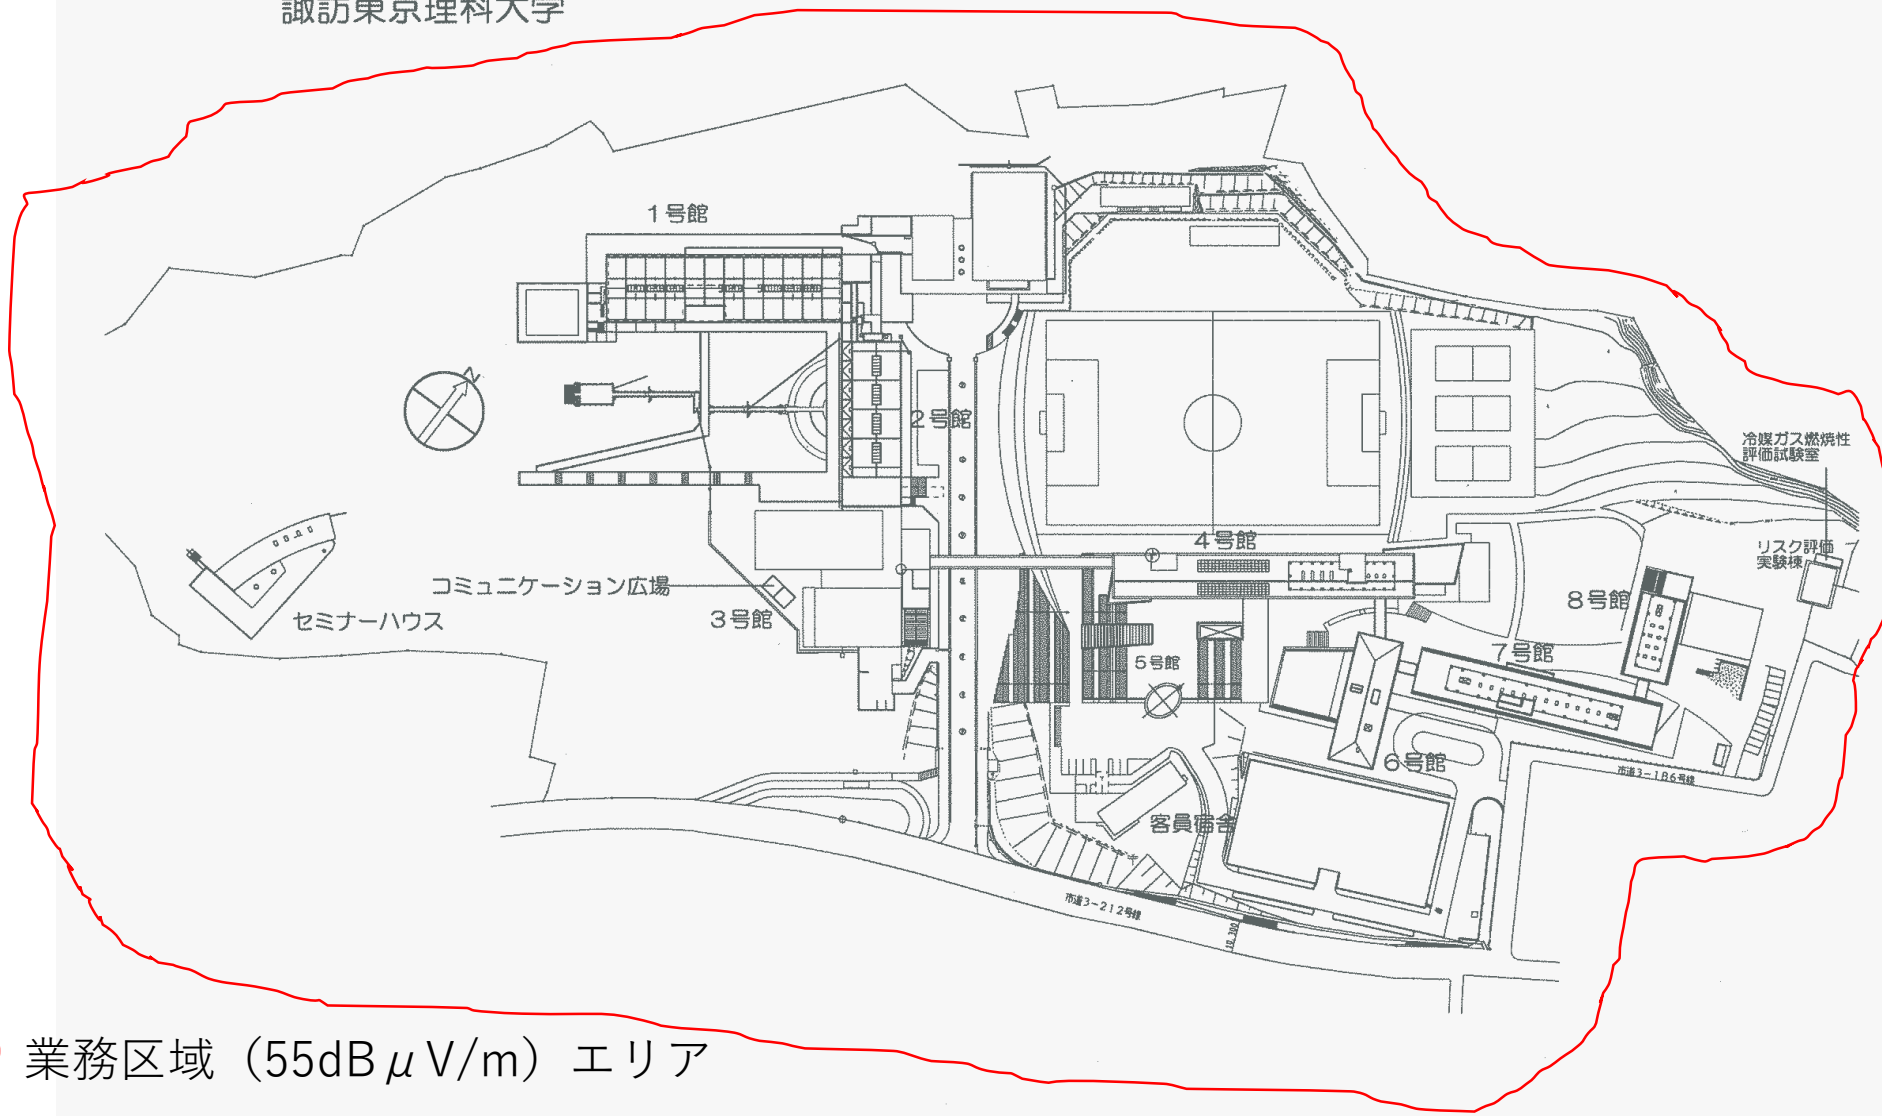 諏訪東京理科大学
1号館
N
2号館
冷媒ガス燃焼性
評価試験室
4号館
リスク評価
実験棟
コミュニケーション広場
8号館
セミナーハウス
3号館
7号館
5号館
6号館
市道3-186号線
客員宿舎
市道3-212号線
10.300
業務区域（55dBμV/m）エリア